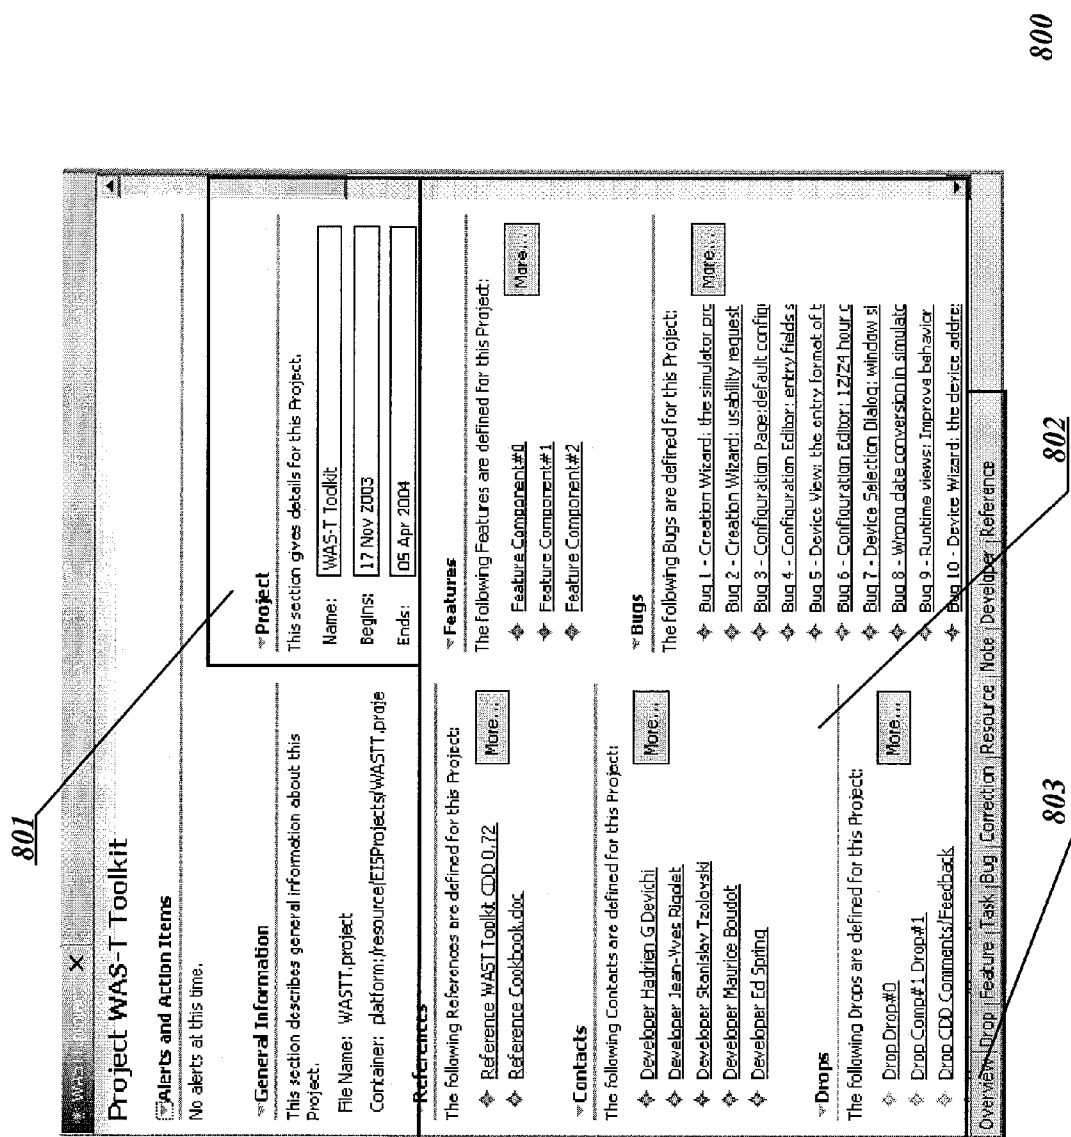 800
801
Project WAS-T Toolkit
Alerts and Action Items
No alerts at this time.
General Information
This section describes general information about this
Project.
File Name: WASTT.project
Container: platform:/resource/EISProjects/WASTT.proje
Project
This section gives details for this Project.
Name: WAS-T Toolkit
Begins: 17 Nov 2003
Ends: 05 Apr 2004
References
The following References are defined for this Project:
Reference WAST Toolkit CDD 0.72
Reference Cookbook.doc
More...
Features
The following Features are defined for this Project:
Feature Component#0
Feature Component#1
Feature Component#2
More...
Contacts
The following Contacts are defined for this Project:
Developer Hadrien G Devichi
Developer Jean-Yves Rigolet
Developer Stanislav Tzolovski
Developer Maurice Boudot
Developer Ed Spring
More...
Bugs
The following Bugs are defined for this Project:
Bug 1 - Creation Wizard: the simulator prc
Bug 2 - Creation Wizard: usability request
Bug 3 - Configuration Page:default configu
Bug 4 - Configuration Editor: entry fields s
Bug 5 - Device View: the entry format of t
Bug 6 - Configuration Editor: 12/24 hour c
Bug 7 - Device Selection Dialog: window sl
Bug 8 - Wrong date conversion in simulatc
Bug 9 - Runtime views: Improve behavior
Bug 10 - Device Wizard: the device addre:
More...
Drops
The following Drops are defined for this Project:
Drop Drop#0
Drop Comp#1 Drop#1
Drop CDD Comments/Feedback
More...
Overview Drop Feature Task Bug Correction Resource Note Developer Reference
802
803